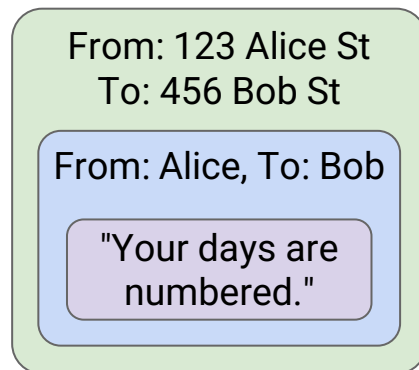 From: 123 Alice St
To: 456 Bob St
From: Alice, To: Bob
"Your days are
numbered."